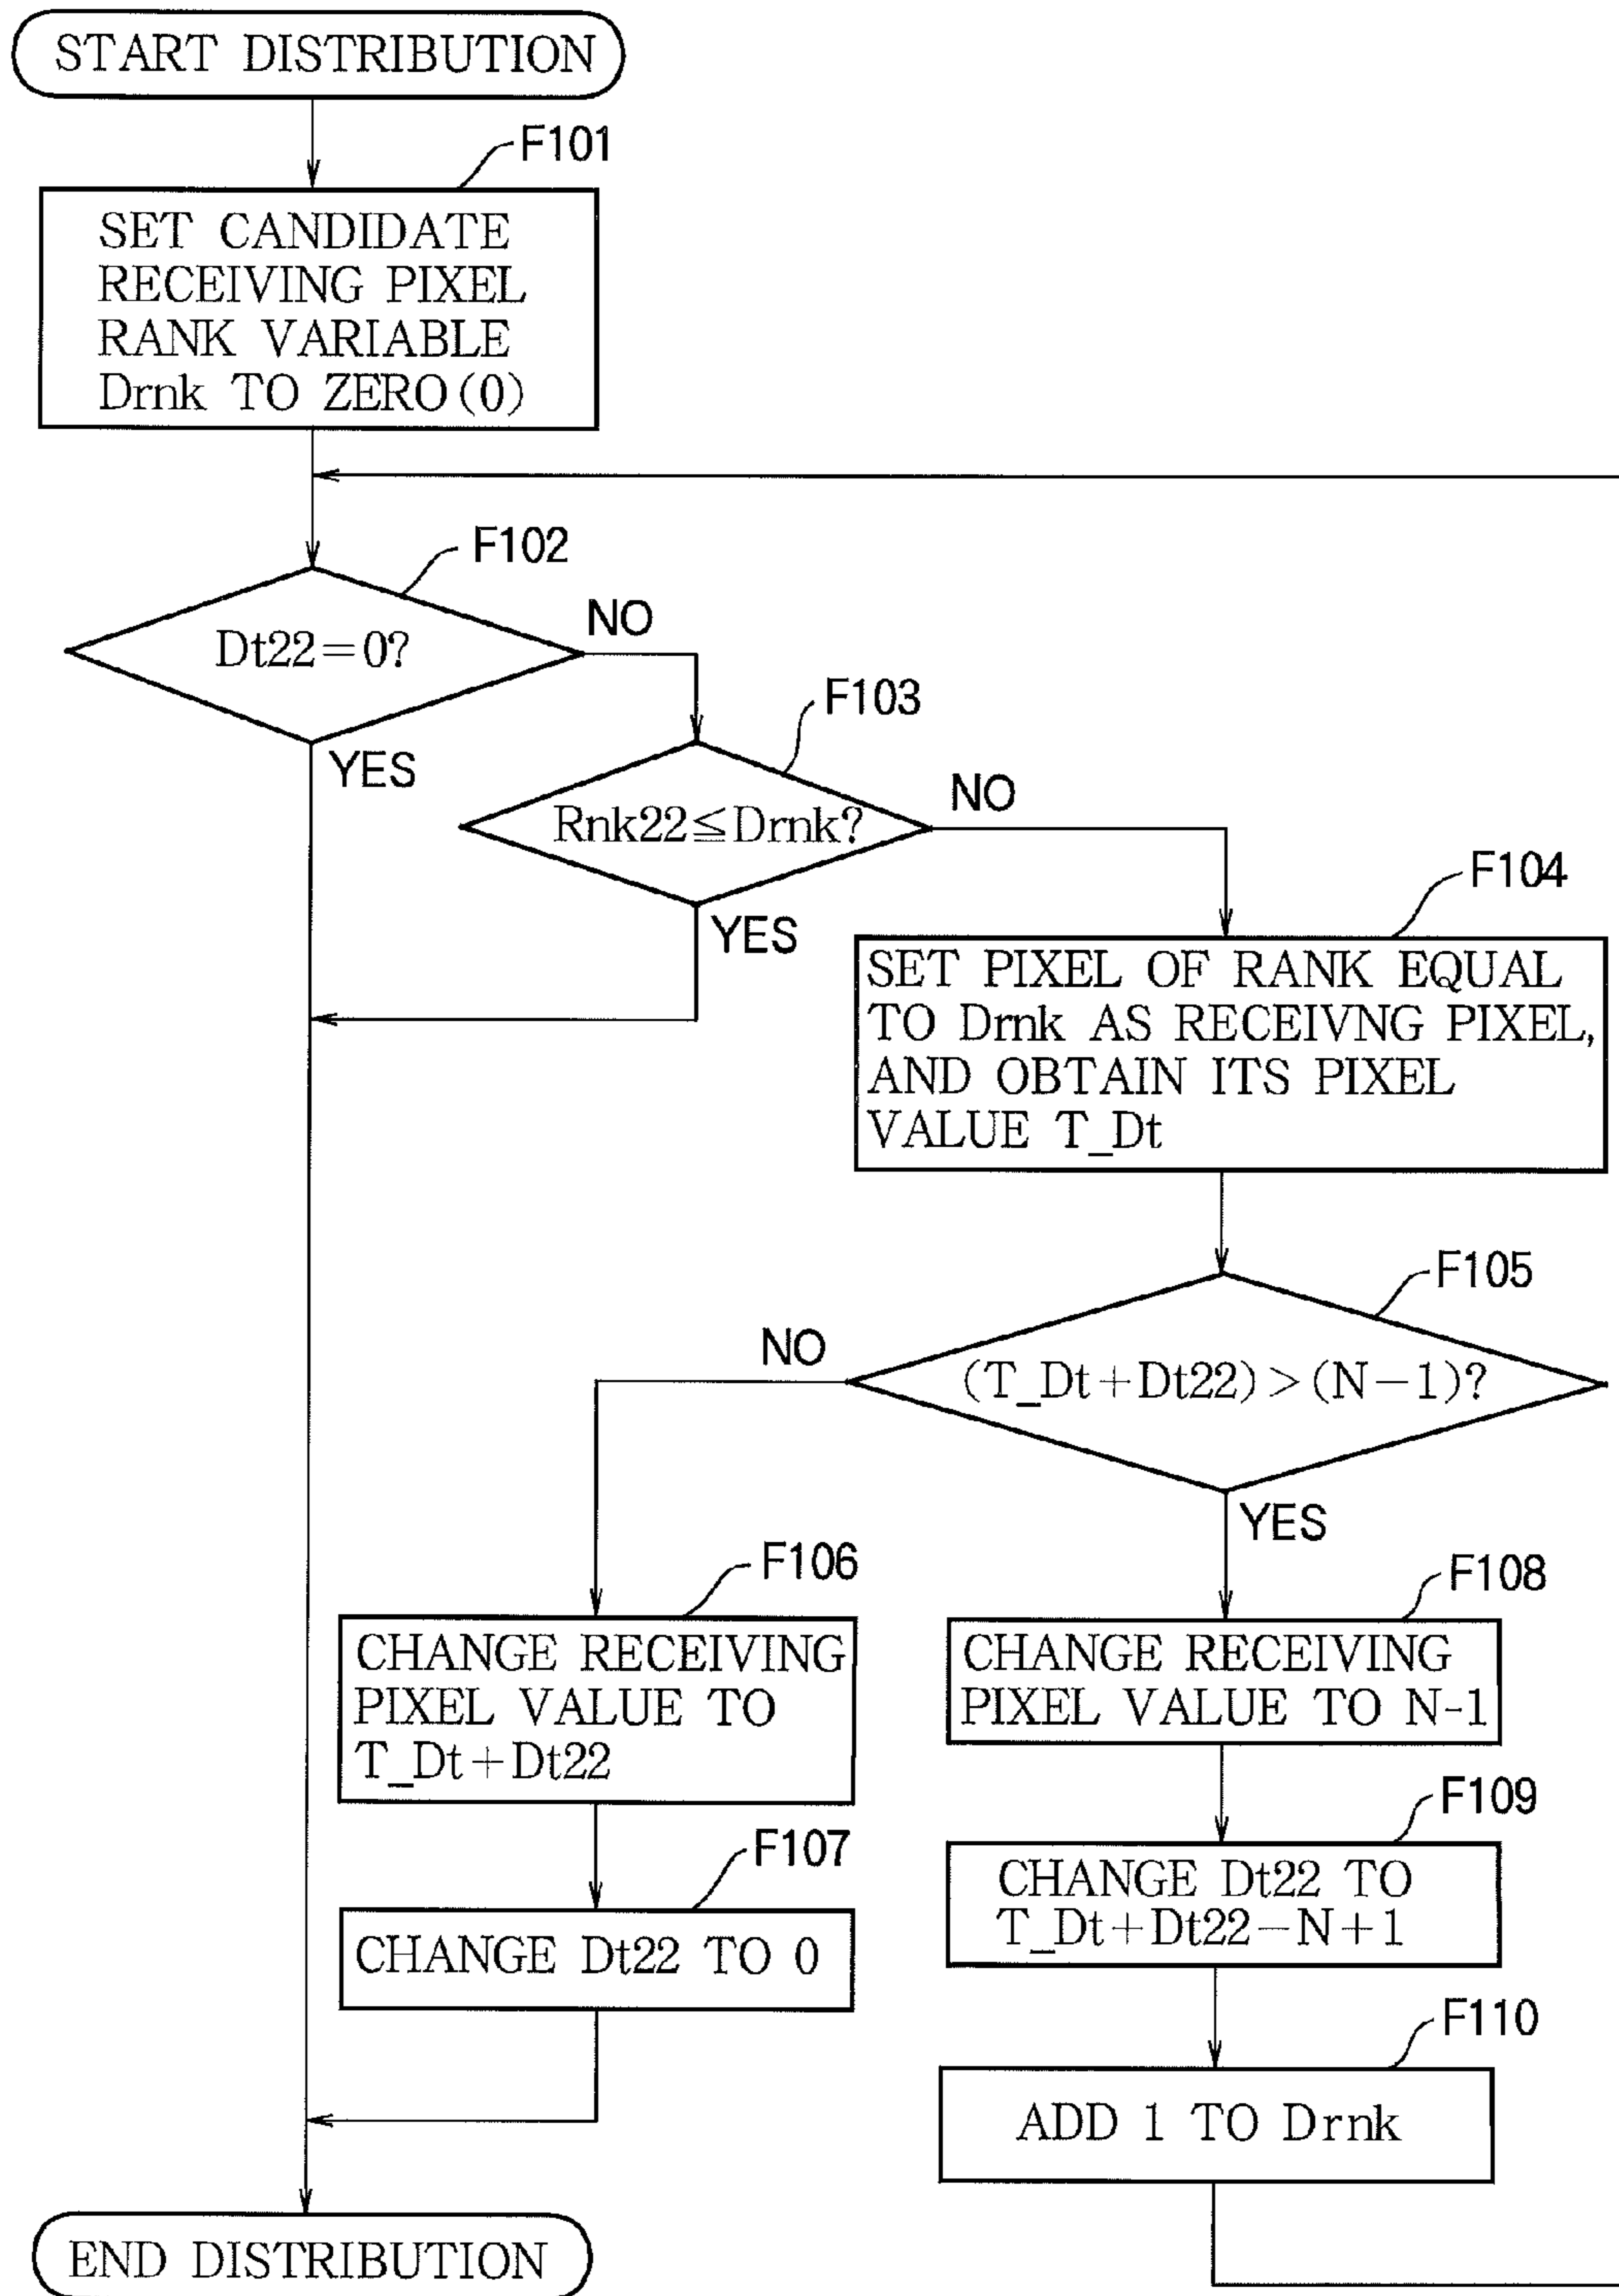 START DISTRIBUTION
F101
SET CANDIDATE
RECEIVING PIXEL
RANK VARIABLE
Drnk TO ZERO(0)
F102
Dt22=0?
NO
YES
F103
Rnk22≦Drnk?
NO
YES
F104
SET PIXEL OF RANK EQUAL
TO Drnk AS RECEIVNG PIXEL,
AND OBTAIN ITS PIXEL
VALUE T_Dt
F105
(T_Dt+Dt22)>(N-1)?
NO
YES
F106
CHANGE RECEIVING
PIXEL VALUE TO
T_Dt+Dt22
F107
CHANGE Dt22 TO 0
F108
CHANGE RECEIVING
PIXEL VALUE TO N-1
F109
CHANGE Dt22 TO
T_Dt+Dt22-N+1
F110
ADD 1 TO Drnk
END DISTRIBUTION